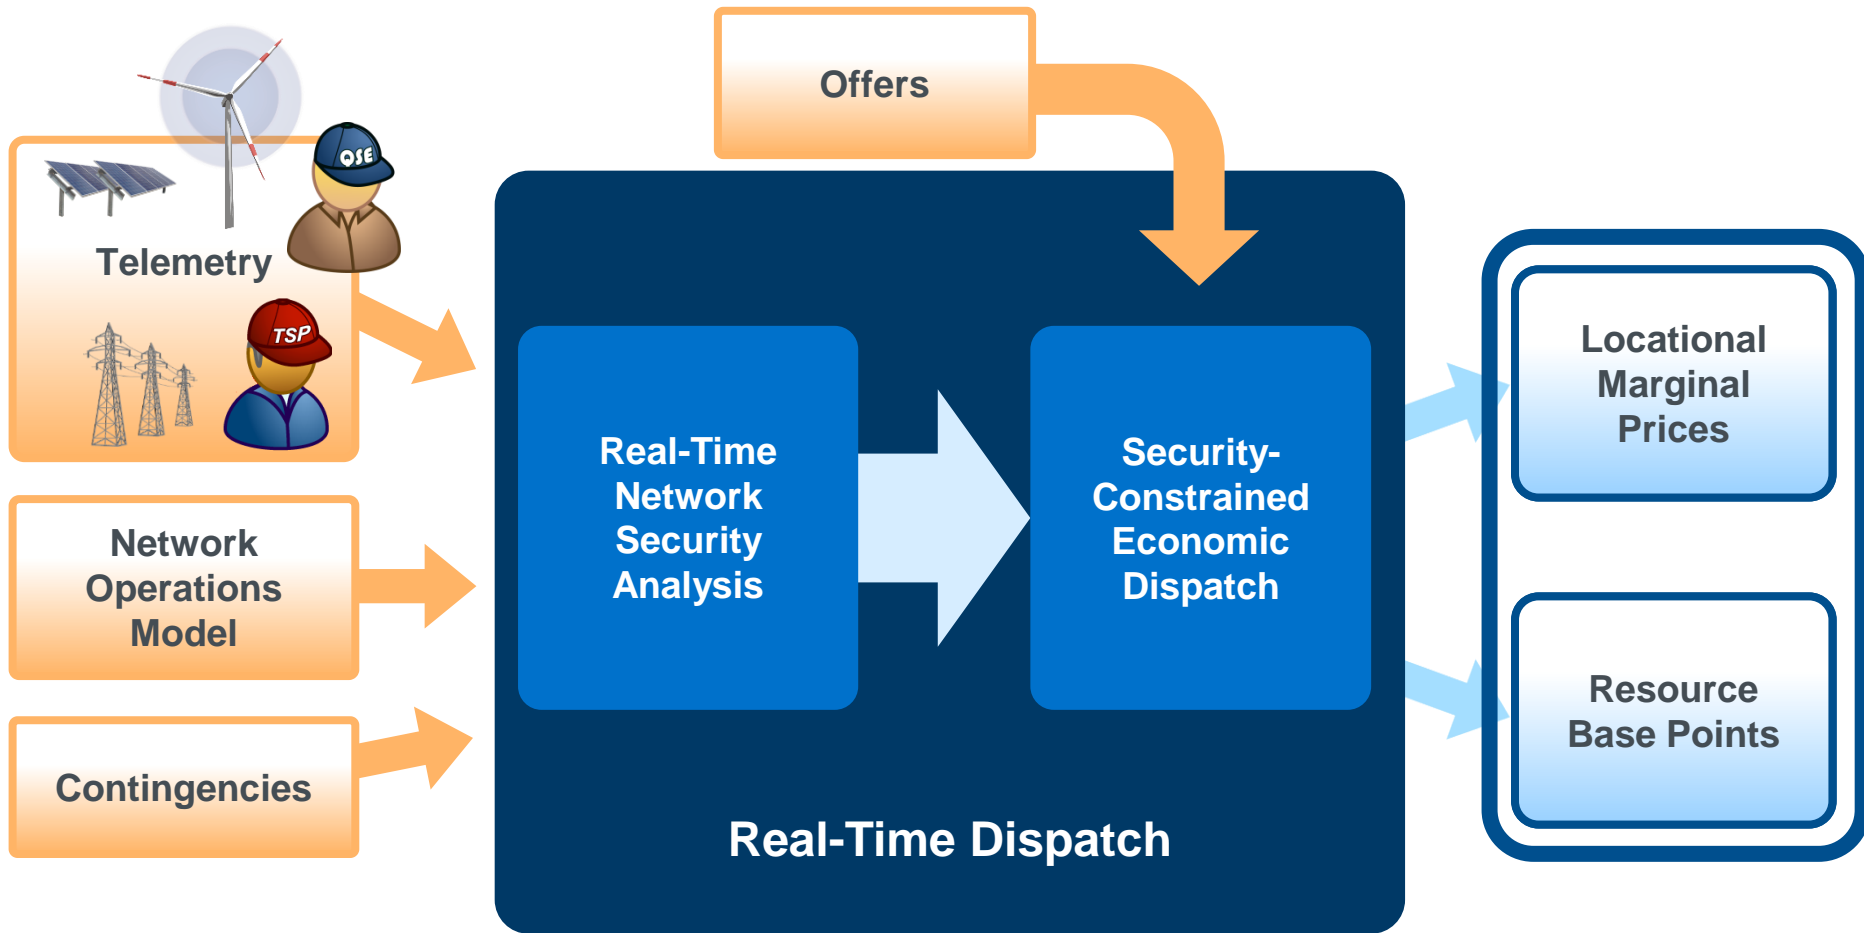 Offers
QSE
Telemetry
TSP
Network
Operations
Model
Contingencies
Real-Time
Network
Security
Analysis
Security-
Constrained
Economic
Dispatch
Real-Time Dispatch
Locational
Marginal
Prices
Resource
Base Points